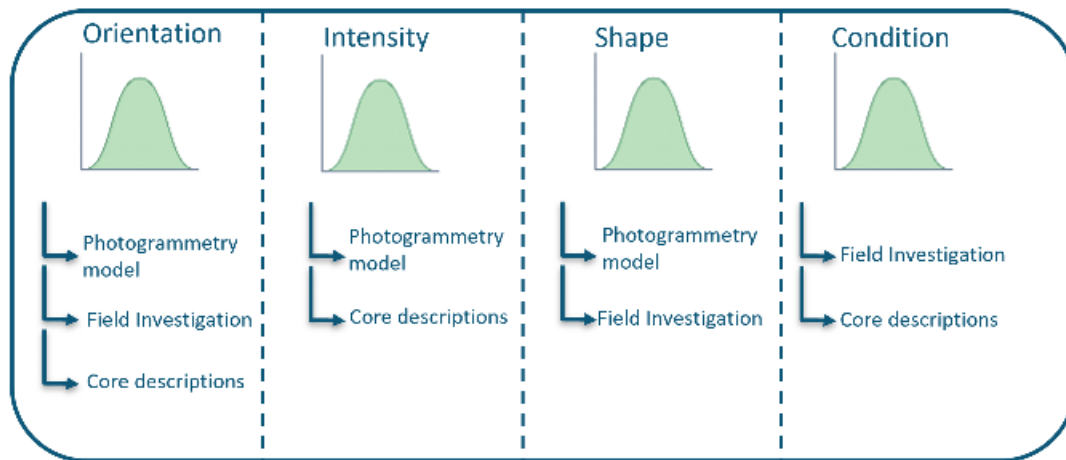 Orientation
Photogrammetry
model
Field Investigation
Core descriptions
Intensity
Photogrammetry
model
Core descriptions
Shape
Photogrammetry
model
Field Investigation
Condition
Field Investigation
Core descriptions